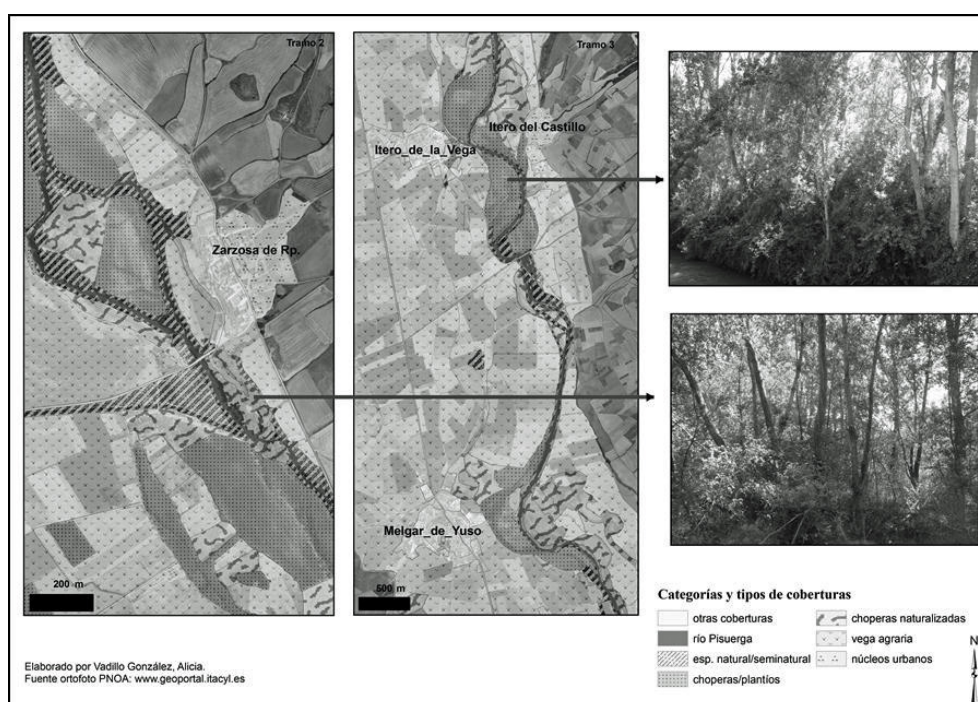 Tramo 2
Zarzosa de Rp.
200 m
Tramo 3
Itero del Castillo
Itero_de_la_Vega
Melgar_de_Yuso
500 m
Categorías y tipos de coberturas
otras coberturas
río Pisuerga
esp. natural/seminatural
choperas/plantíos
choperas naturalizadas
vega agraria
núcleos urbanos
N
Elaborado por Vadillo González, Alicia.
Fuente ortofoto PNOA: www.geoportal.itacyl.es